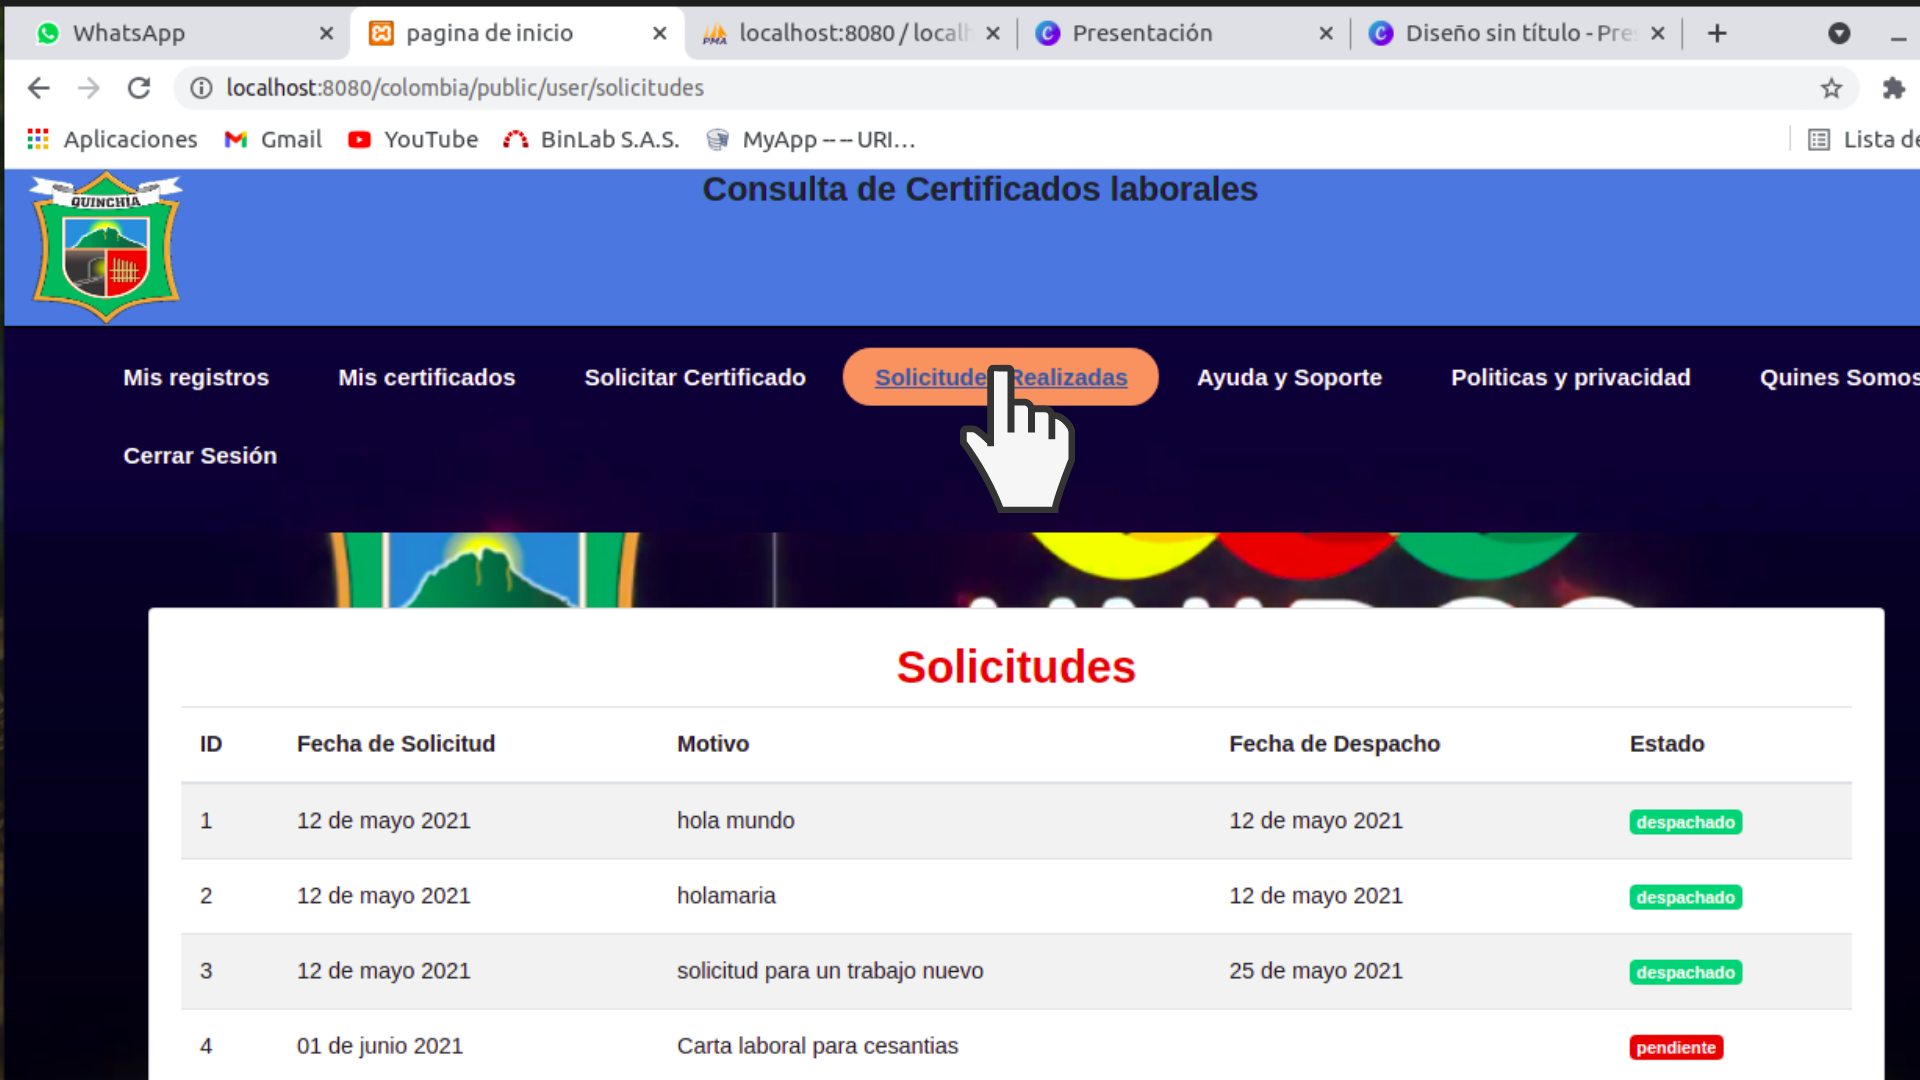 WhatsApp
pagina de inicio
localhost:8080 / localh
Presentación
Diseño sin título - Pre
localhost:8080/colombia/public/user/solicitudes
Aplicaciones
Gmail
YouTube
BinLab S.A.S.
MyApp -- -- URI...
Lista de
QUINCHIA
Consulta de Certificados laborales
Mis registros
Mis certificados
Solicitar Certificado
Solicitudes Realizadas
Ayuda y Soporte
Politicas y privacidad
Quines Somos
Cerrar Sesión
Solicitudes
ID Fecha de Solicitud Motivo Fecha de Despacho Estado
1 12 de mayo 2021 hola mundo 12 de mayo 2021 despachado
2 12 de mayo 2021 holamaria 12 de mayo 2021 despachado
3 12 de mayo 2021 solicitud para un trabajo nuevo 25 de mayo 2021 despachado
4 01 de junio 2021 Carta laboral para cesantias pendiente